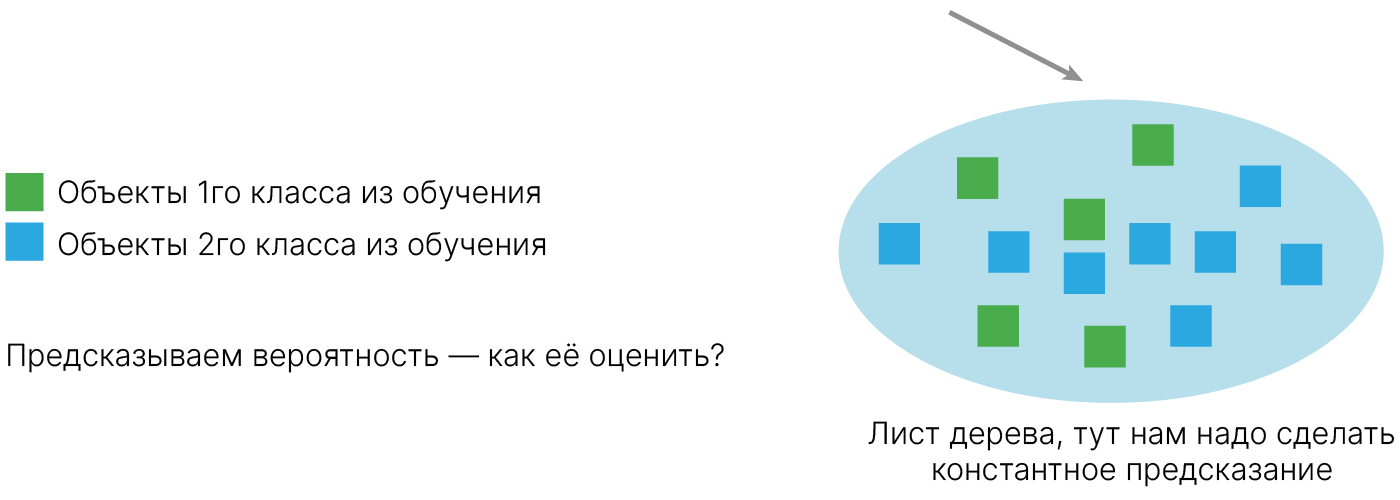 Объекты 1го класса из обучения
Объекты 2го класса из обучения
Предсказываем вероятность — как её оценить?
Лист дерева, тут нам надо сделать
константное предсказание